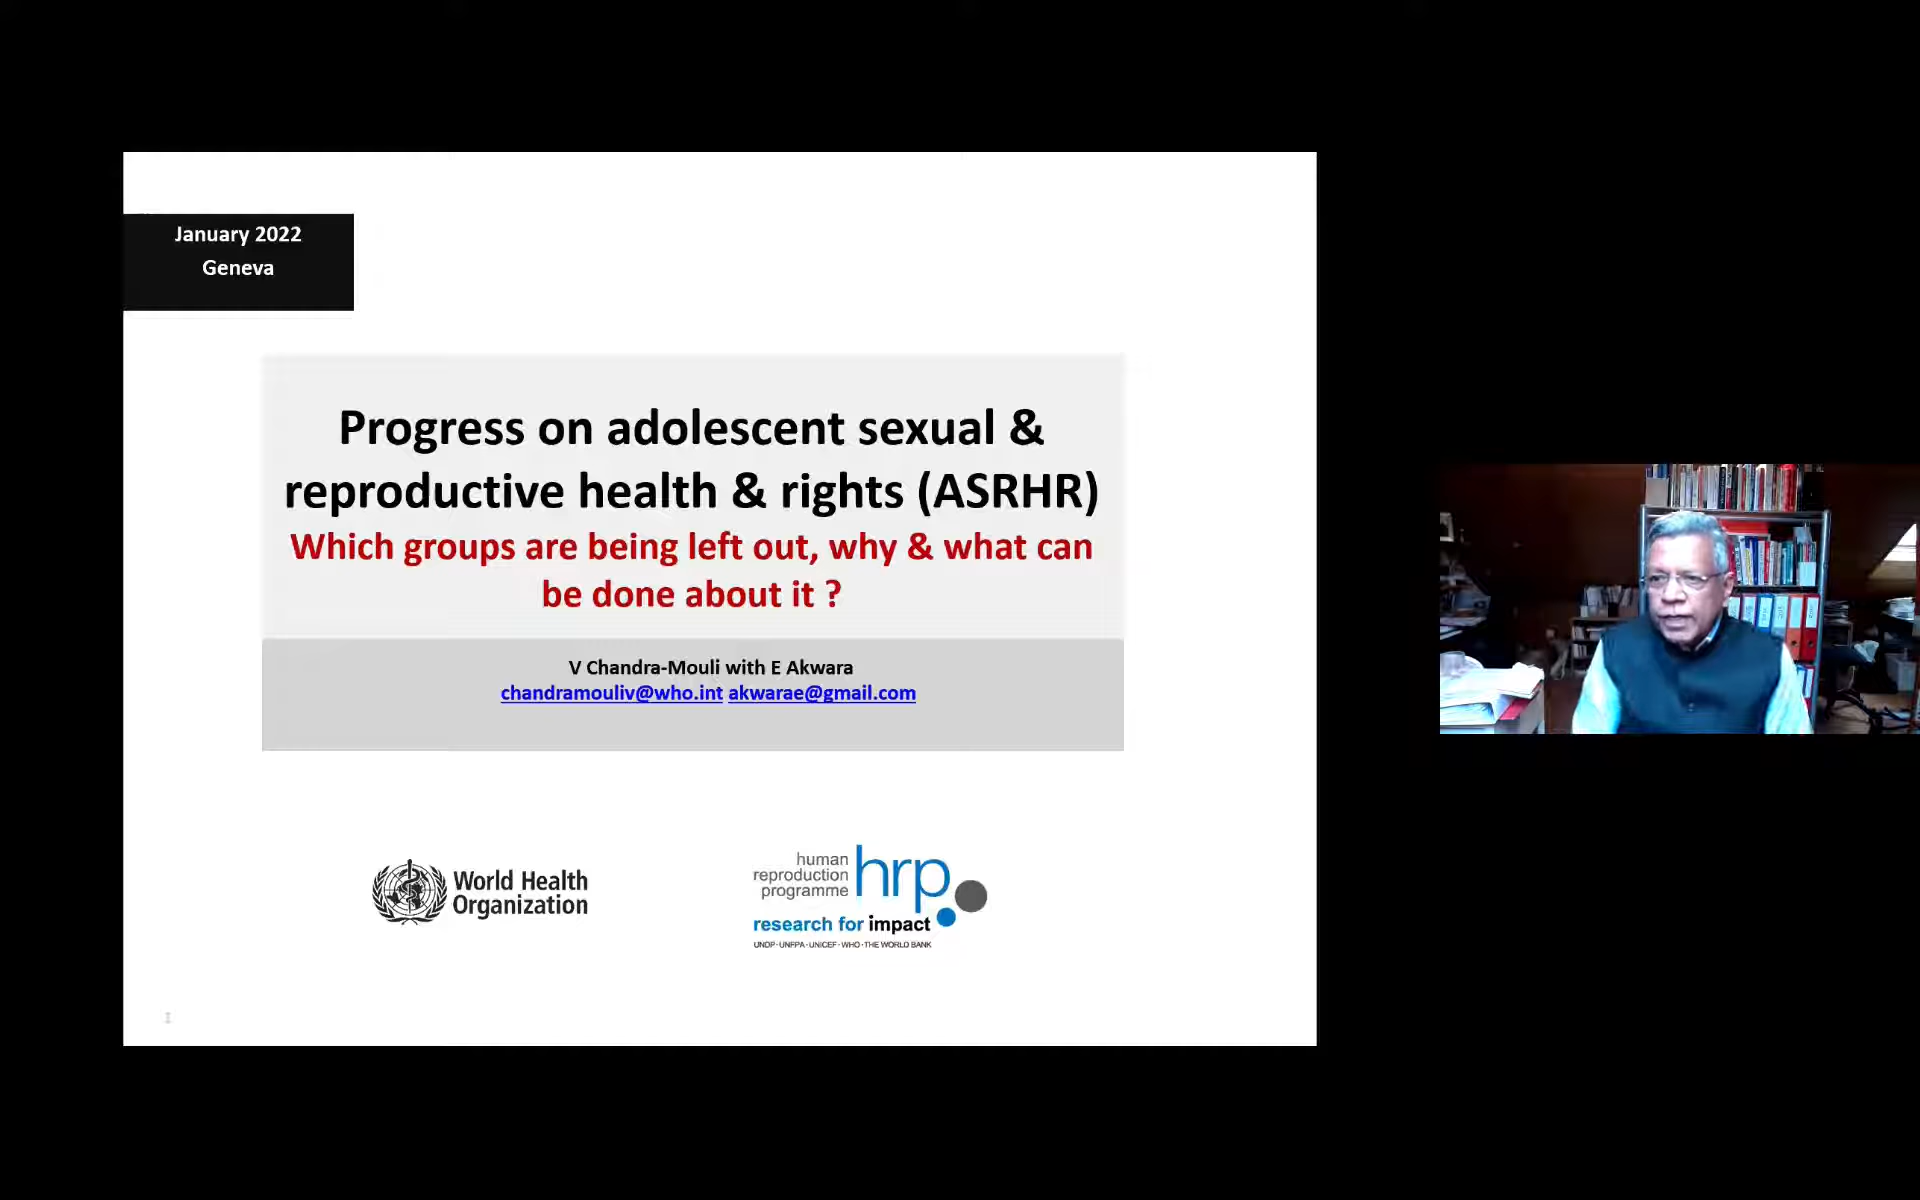 January 2022
Geneva
Progress on adolescent sexual &
reproductive health & rights (ASRHR)
Which groups are being left out, why & what can
be done about it ?
V Chandra-Mouli with E Akwara
chandramouliv@who.int akwarae@gmail.com
World Health
Organization
human
reproduction
programme
hrp
research for impact
UNDP·UNFPA·UNICEF·WHO·THE WORLD BANK